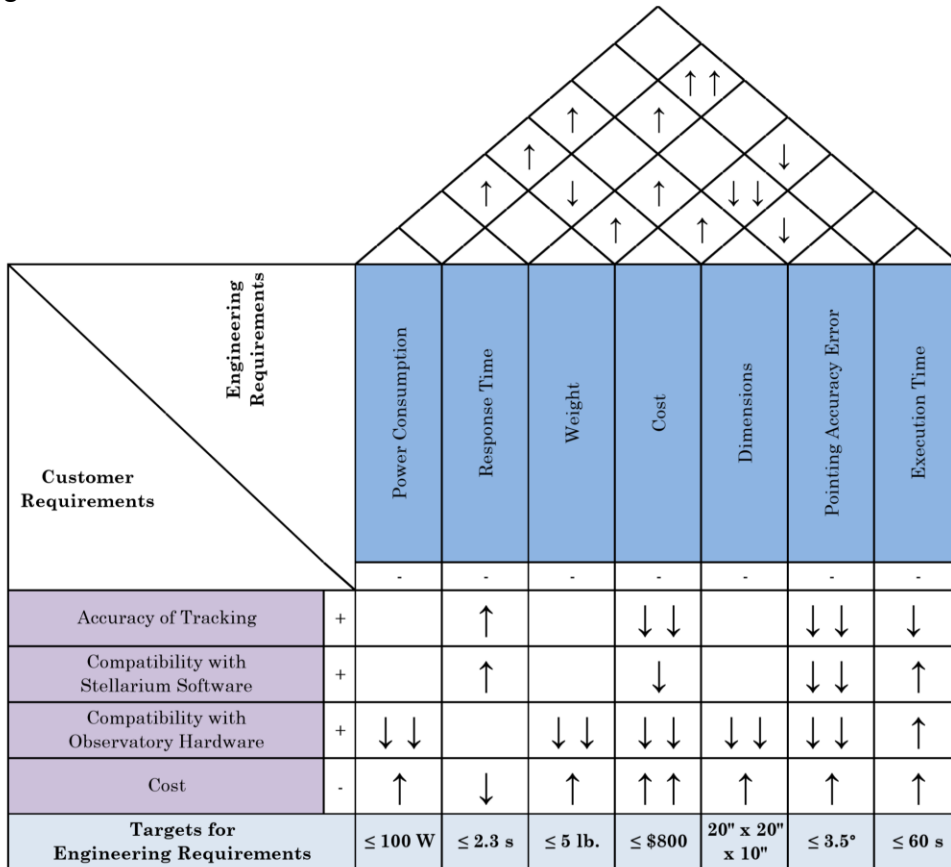 ↑ ↑
↑ ↑
↑ ↓
↑ ↓ ↑ ↓ ↓
↑ ↑ ↓
Engineering
Requirements
Customer
Requirements
Power Consumption
Response Time
Weight
Cost
Dimensions
Pointing Accuracy Error
Execution Time
- - - - - - -
Accuracy of Tracking + ↑ ↓ ↓ ↓ ↓ ↓
Compatibility with
Stellarium Software + ↑ ↓ ↓ ↓ ↑
Compatibility with
Observatory Hardware + ↓ ↓ ↓ ↓ ↓ ↓ ↓ ↓ ↓ ↓ ↑
Cost - ↑ ↓ ↑ ↑ ↑ ↑ ↑ ↑
Targets for
Engineering Requirements
≤ 100 W
≤ 2.3 s
≤ 5 lb.
≤ $800
20" x 20"
x 10"
≤ 3.5°
≤ 60 s